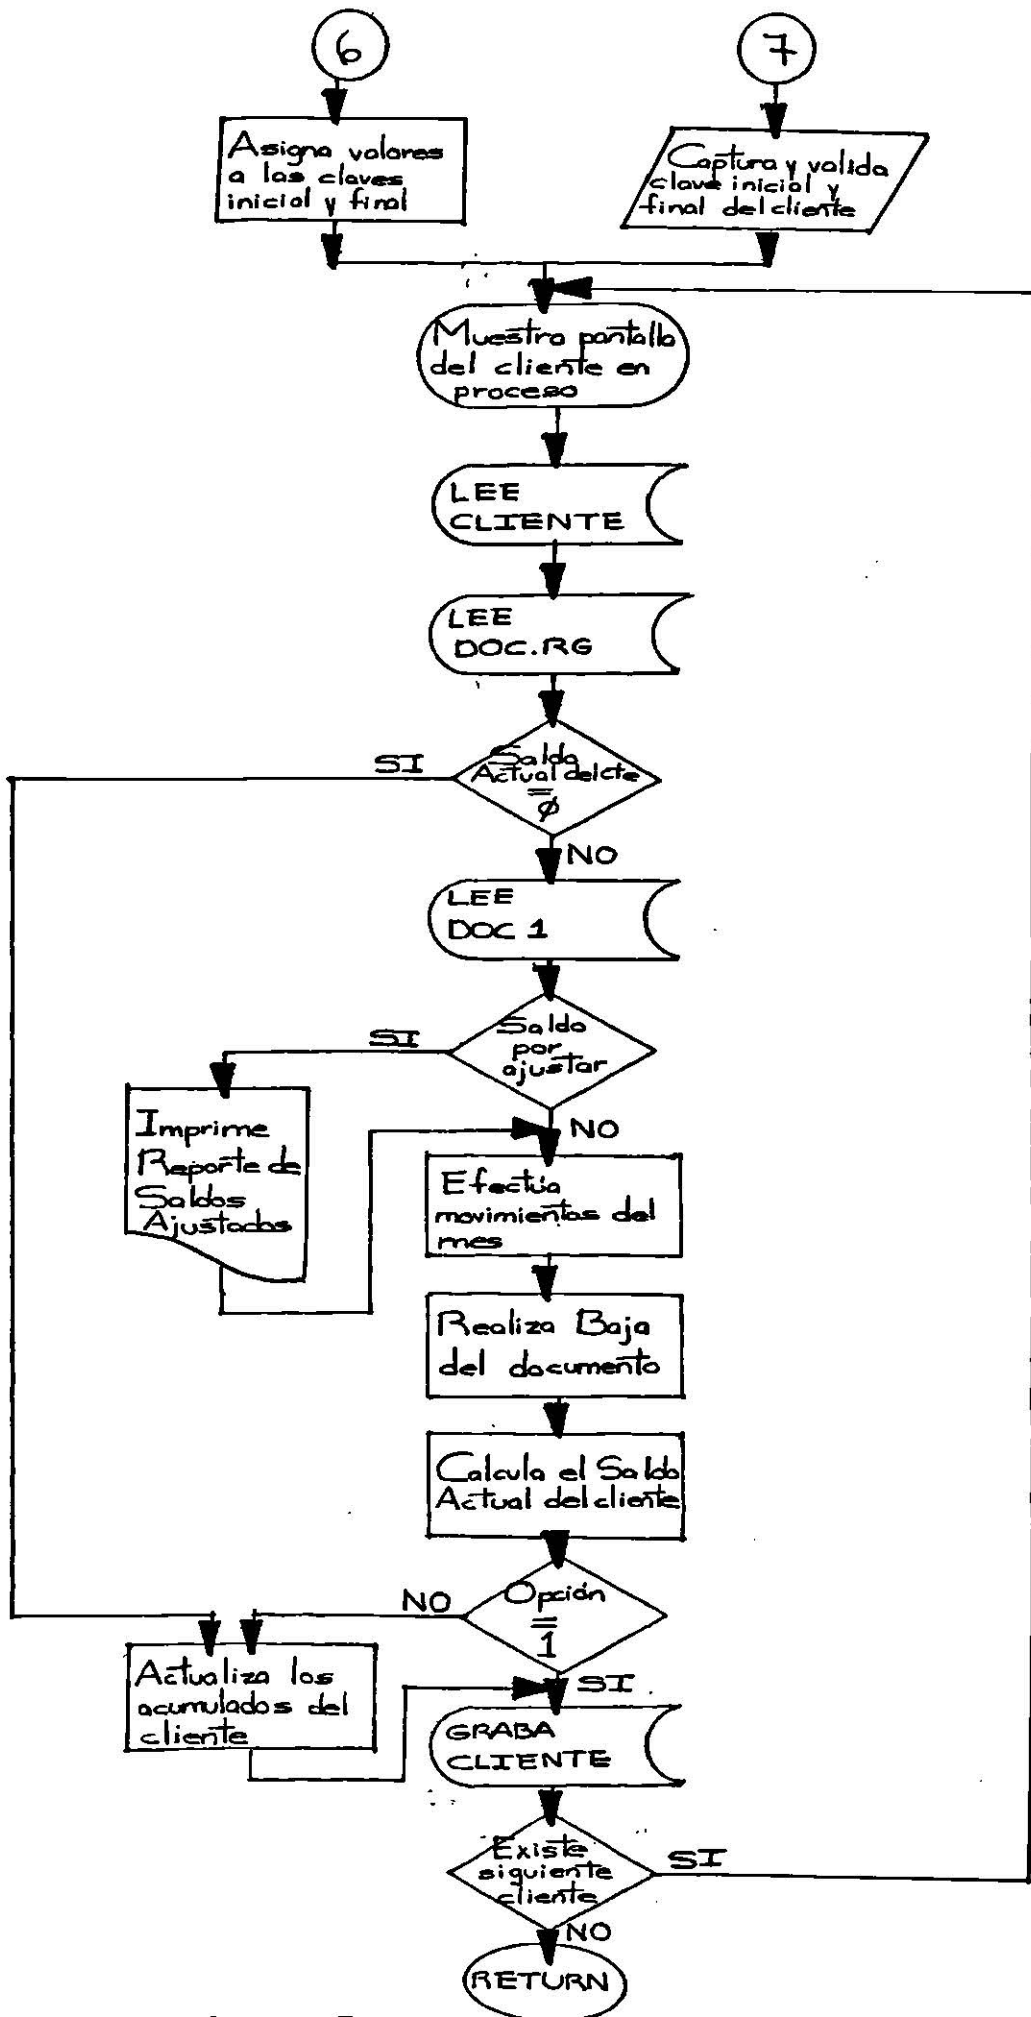 6
7
Asigna valores
a las claves
inicial y final
Captura y valida
clave inicial y
final del cliente
Muestra pantalla
del cliente en
proceso
LEE
CLIENTE
LEE
DOC.RG
Saldo
Actual del cte
=
ø
SI
NO
LEE
DOC 1
Saldo
por
ajustar
SI
NO
Imprime
Reporte de
Saldos
Ajustados
Efectúa
movimientos del
mes
Realiza Baja
del documento
Calcula el Saldo
Actual del cliente
Opción
=
1
NO
SI
Actualiza los
acumulados del
cliente
GRABA
CLIENTE
Existe
siguiente
cliente
SI
NO
RETURN